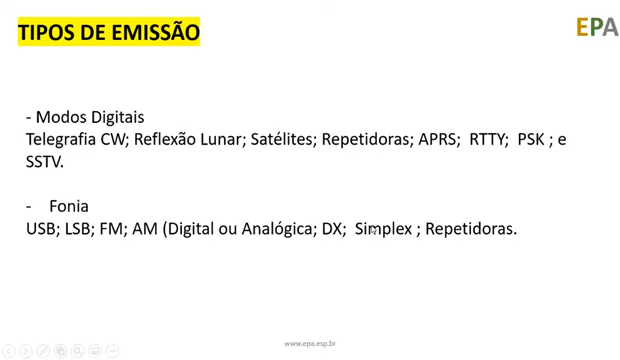 TIPOS DE EMISSÃO
EPA
- Modos Digitais
Telegrafia CW; Reflexão Lunar; Satélites; Repetidoras; APRS; RTTY; PSK ; e
SSTV.
- Fonia
USB; LSB; FM; AM (Digital ou Analógica; DX; Simplex ; Repetidoras.
www.epa.esp.br